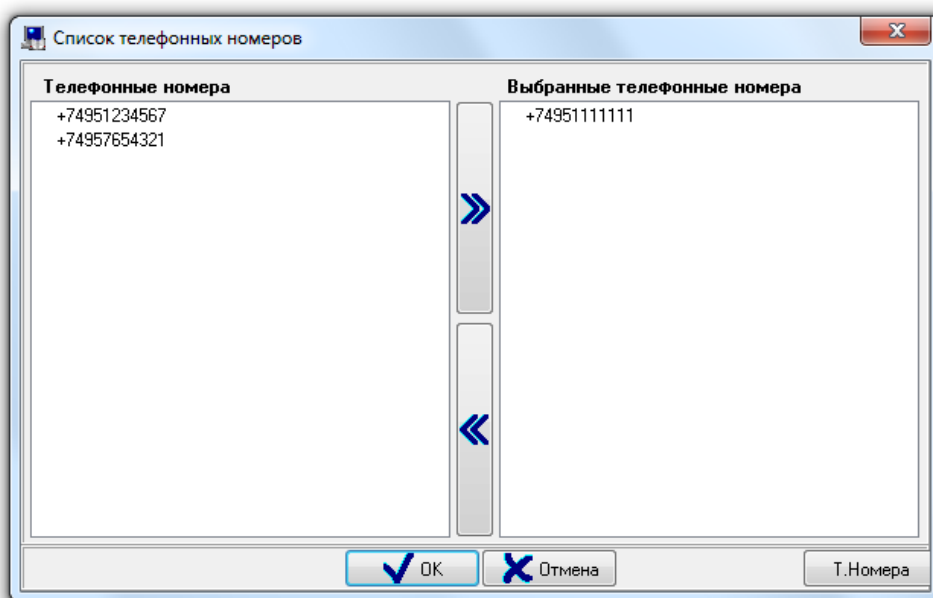 Список телефонных номеров
Телефонные номера
+74951234567
+74957654321
Выбранные телефонные номера
+74951111111
OK
Отмена
Т.Номера